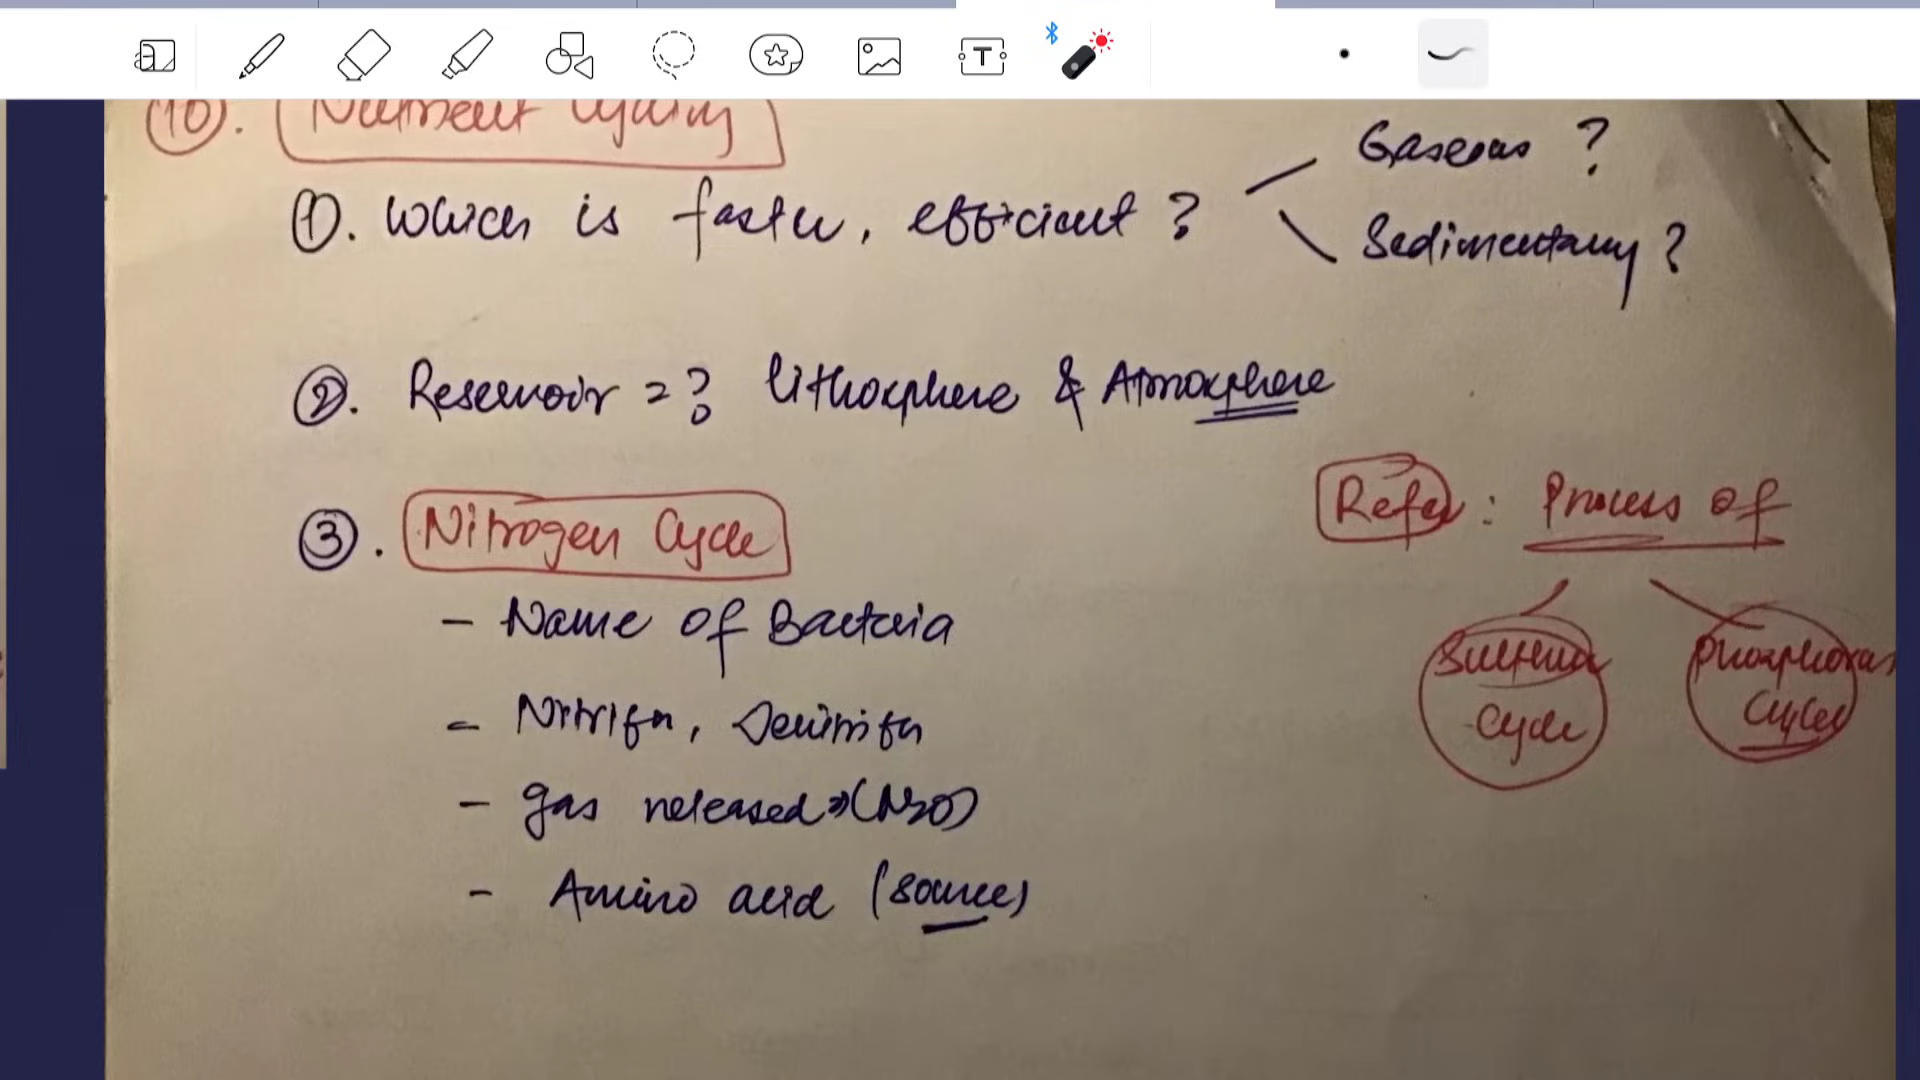 (10). Nutrient Cycling
(1). Which is faster, efficient ?
Gaseous ?
Sedimentary ?
(2). Reservoir = ? lithosphere & Atmosphere
(3). Nitrogen Cycle
- Name of Bacteria
- Nitrifn, Denitrifn
- gas released → (N2O)
- Amino acid (source)
Refer : Process of
Sulphur
Cycle
Phosphorus
Cycle